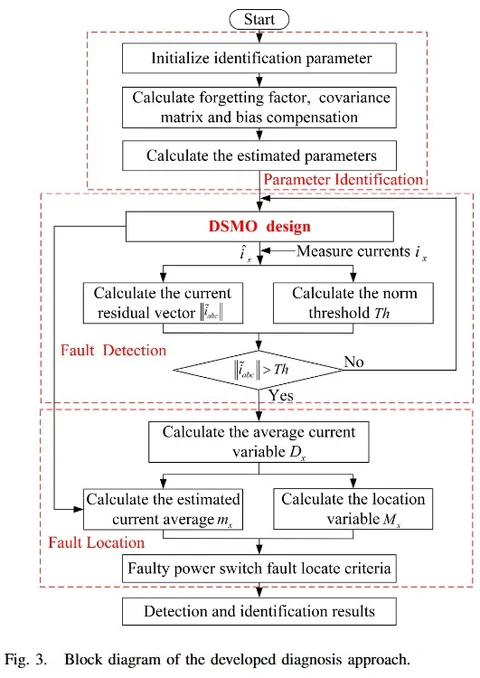 Start
Initialize identification parameter
Calculate forgetting factor, covariance
matrix and bias compensation
Calculate the estimated parameters
Parameter Identification
DSMO design
î_x
Measure currents i_x
Calculate the current
residual vector ‖ĩ_abc‖
Calculate the norm
threshold Th
Fault Detection
‖ĩ_abc‖ > Th
No
Yes
Calculate the average current
variable D_x
Calculate the estimated
current average m_x
Calculate the location
variable M_x
Fault Location
Faulty power switch fault locate criteria
Detection and identification results
Fig. 3. Block diagram of the developed diagnosis approach.